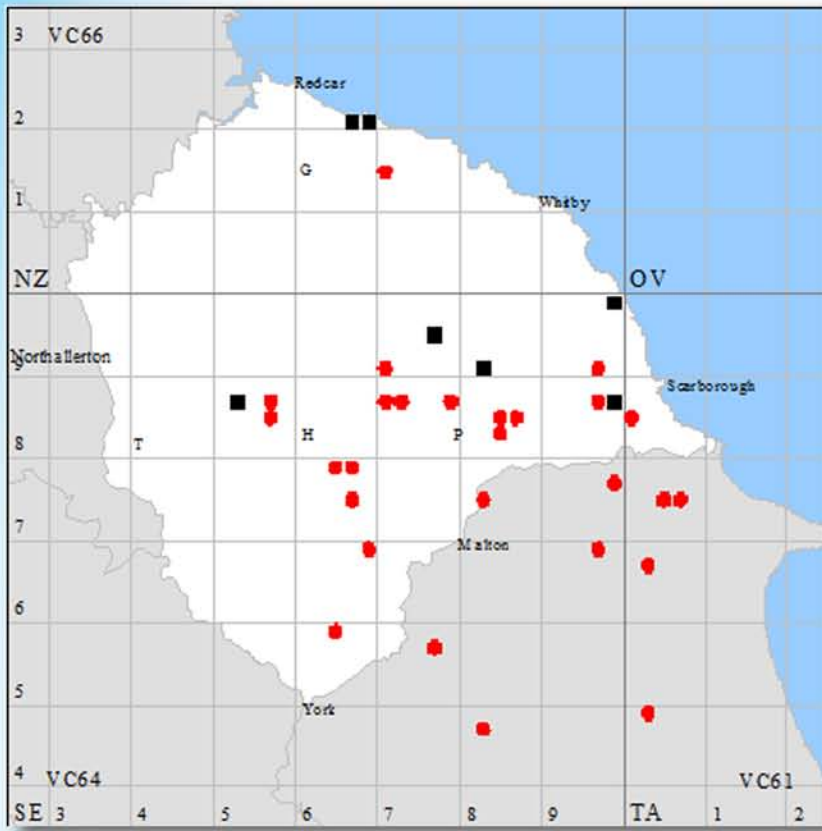 3 VC66
Redcar
2
G
1
Whitby
NZ OV
Northallerton
9
Scarborough
T H P
8
7
Malton
6
5
York
4 VC64 VC61
SE 3 4 5 6 7 8 9 TA 1 2